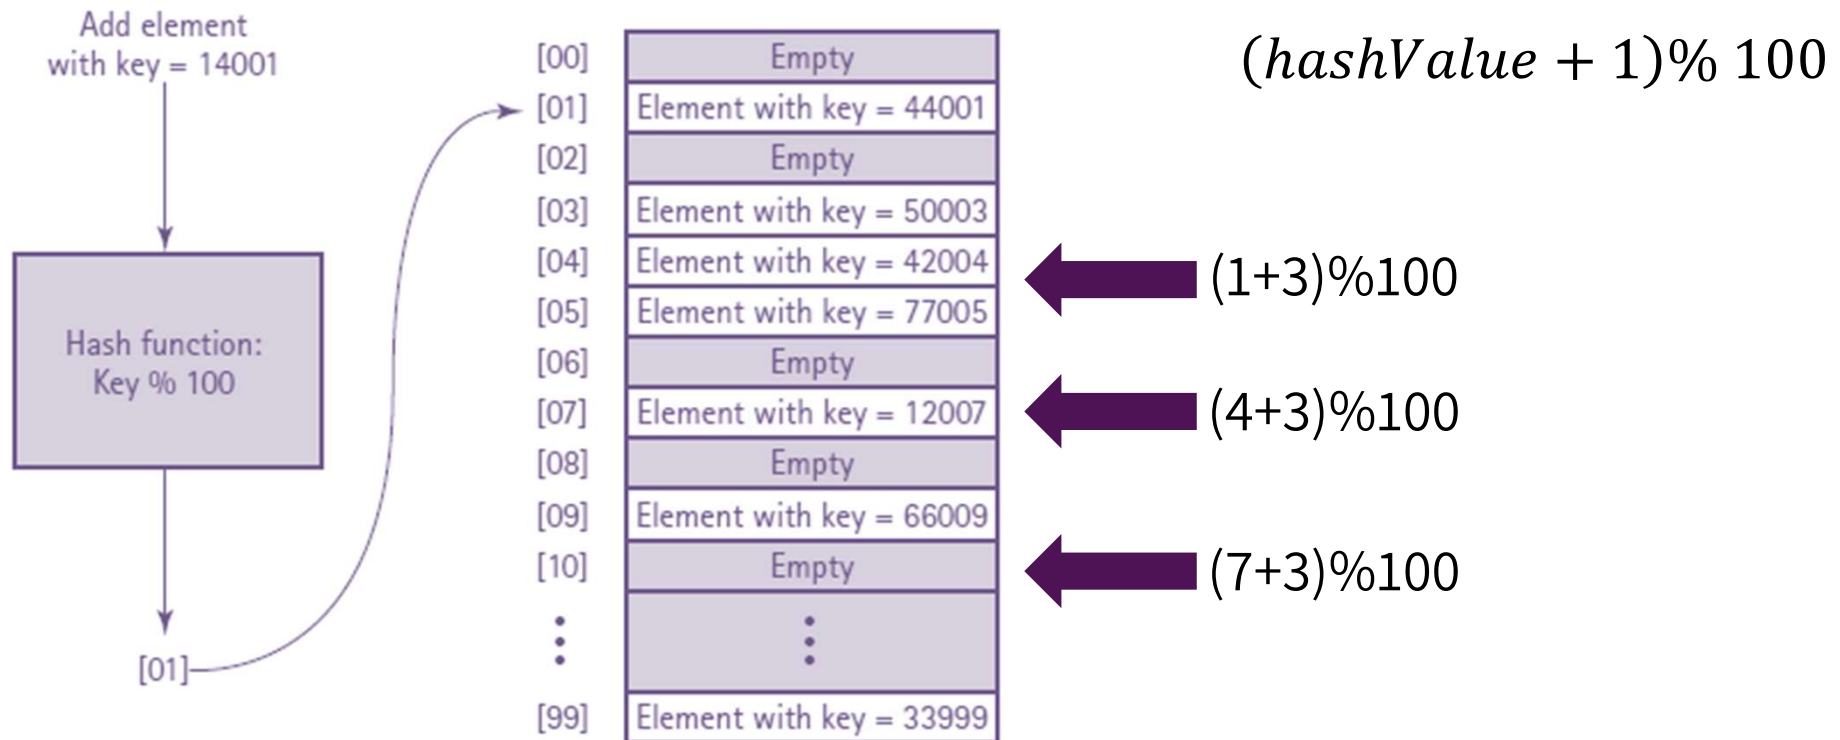 Add element
with key = 14001
Hash function:
Key % 100
[01]
[00] Empty
[01] Element with key = 44001
[02] Empty
[03] Element with key = 50003
[04] Element with key = 42004
[05] Element with key = 77005
[06] Empty
[07] Element with key = 12007
[08] Empty
[09] Element with key = 66009
[10] Empty
[99] Element with key = 33999
(hashValue + 1)% 100
(1+3)%100
(4+3)%100
(7+3)%100